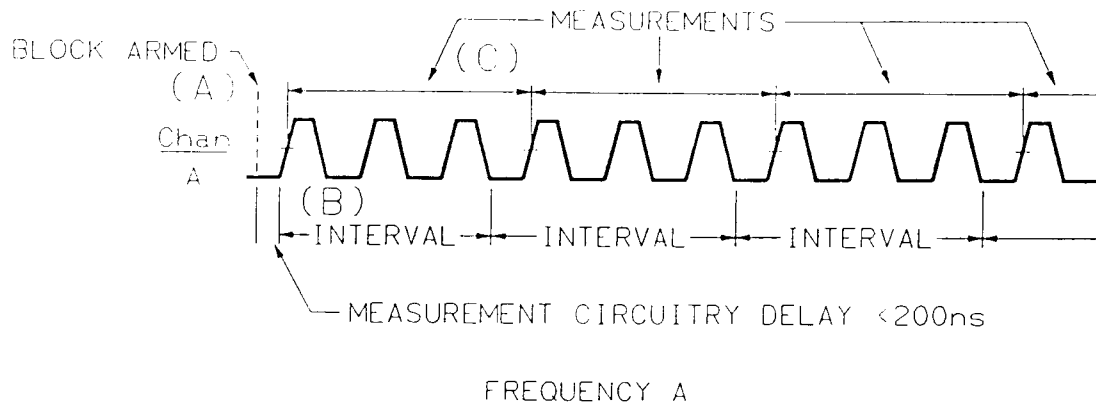 MEASUREMENTS
BLOCK ARMED
(A)
(C)
Chan
A
(B)
INTERVAL
INTERVAL
INTERVAL
MEASUREMENT CIRCUITRY DELAY <200ns
FREQUENCY A